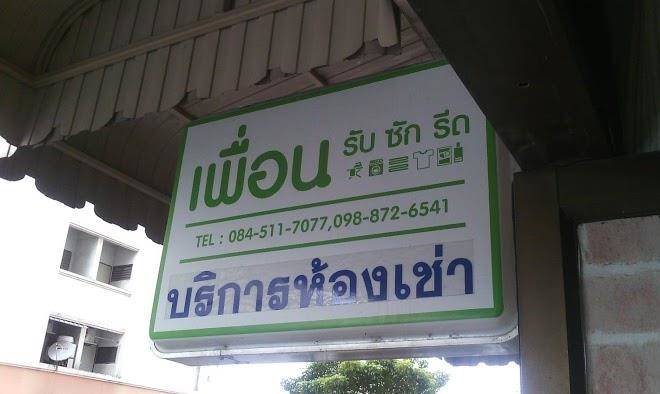 เพื่อน รับ ซัก รีด
TEL : 084-511-7077,098-872-6541
บริการห้องเช่า